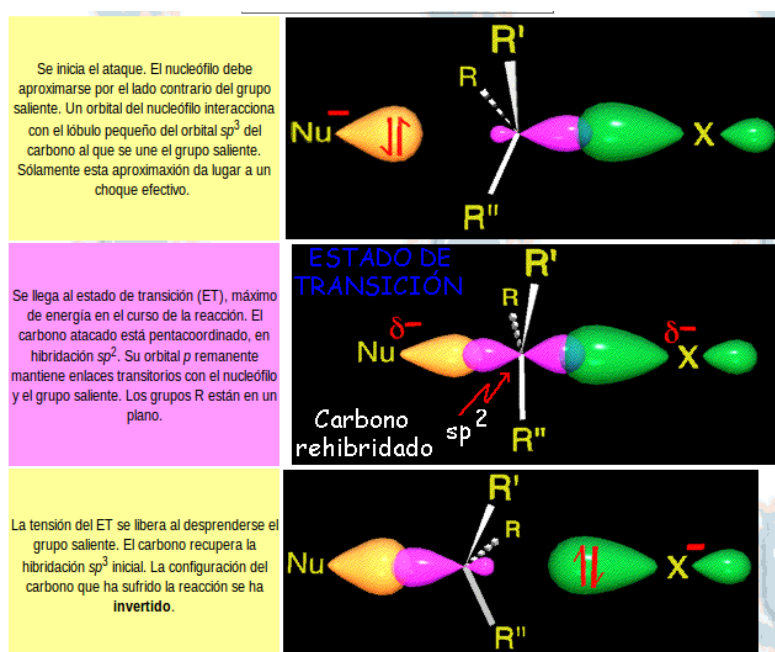 Se inicia el ataque. El nucleófilo debe
aproximarse por el lado contrario del grupo
saliente. Un orbital del nucleófilo interacciona
con el lóbulo pequeño del orbital sp³ del
carbono al que se une el grupo saliente.
Sólamente esta aproximaxión da lugar a un
choque efectivo.
R'
R
Nu−
X
R"
Se llega al estado de transición (ET), máximo
de energía en el curso de la reacción. El
carbono atacado está pentacoordinado, en
hibridación sp². Su orbital p remanente
mantiene enlaces transitorios con el nucleófilo
y el grupo saliente. Los grupos R están en un
plano.
ESTADO DE
TRANSICIÓN
R'
R
δ−
δ−
Nu
X
Carbono
rehibridado
sp²
R"
La tensión del ET se libera al desprenderse el
grupo saliente. El carbono recupera la
hibridación sp³ inicial. La configuración del
carbono que ha sufrido la reacción se ha
invertido.
R'
R
Nu
X−
R"